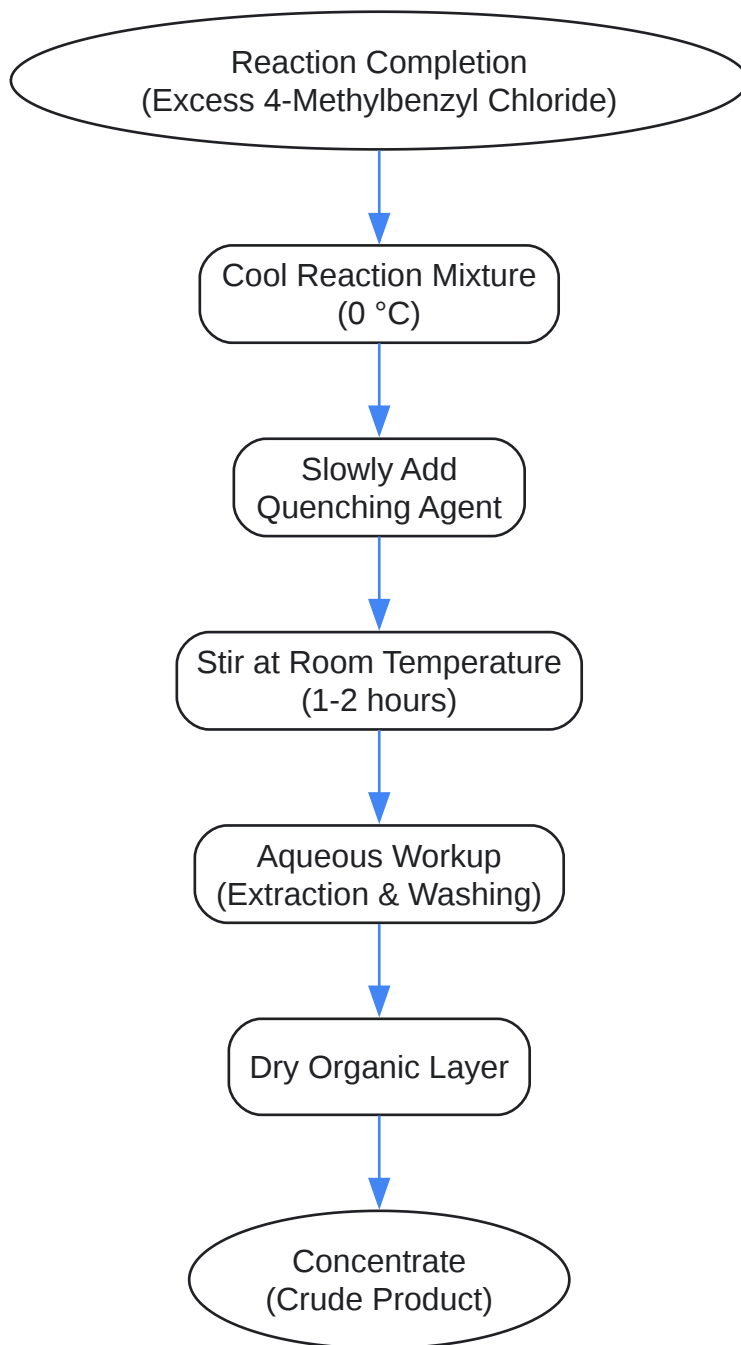 Reaction Completion
(Excess 4-Methylbenzyl Chloride)
Cool Reaction Mixture
(0 °C)
Slowly Add
Quenching Agent
Stir at Room Temperature
(1-2 hours)
Aqueous Workup
(Extraction & Washing)
Dry Organic Layer
Concentrate
(Crude Product)